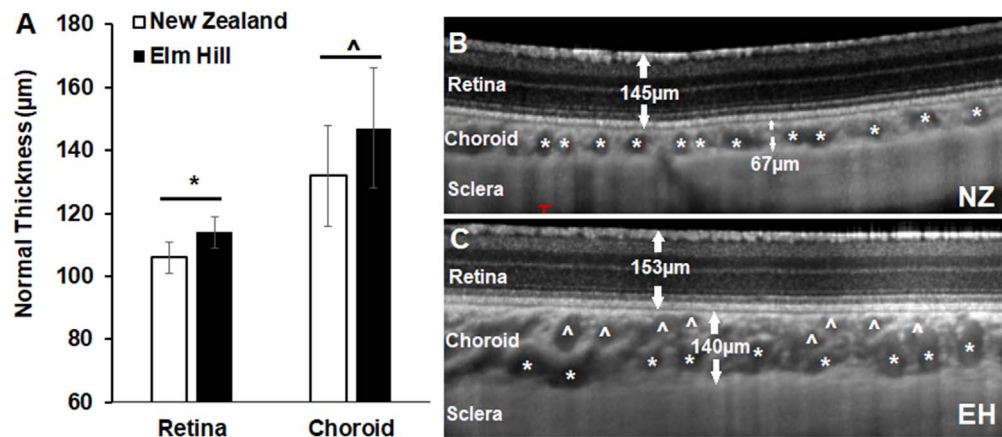 A
New Zealand
Elm Hill
Normal Thickness (µm)
180
160
140
120
100
80
60
*
^
Retina
Choroid
B
Retina
145µm
Choroid
* * * * * * * * * * * *
67µm
Sclera
NZ
C
Retina
153µm
Choroid
^ ^ ^ ^ ^ ^ ^ ^
140µm
* * * * * * * * *
Sclera
EH